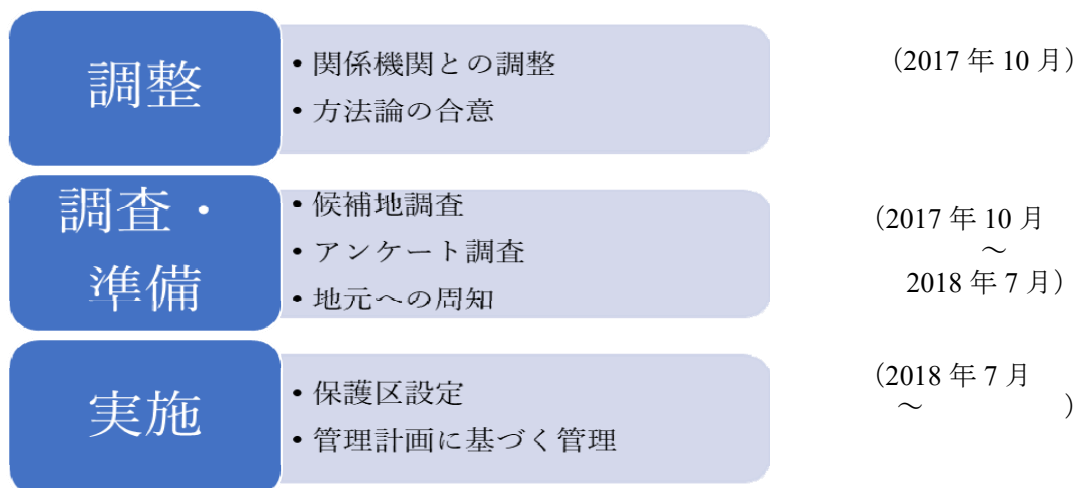 調整
・関係機関との調整
・方法論の合意
（2017 年 10 月）
調査・
準備
・候補地調査
・アンケート調査
・地元への周知
（2017 年 10 月
～
2018 年 7 月）
実施
・保護区設定
・管理計画に基づく管理
（2018 年 7 月
～　　　　　）